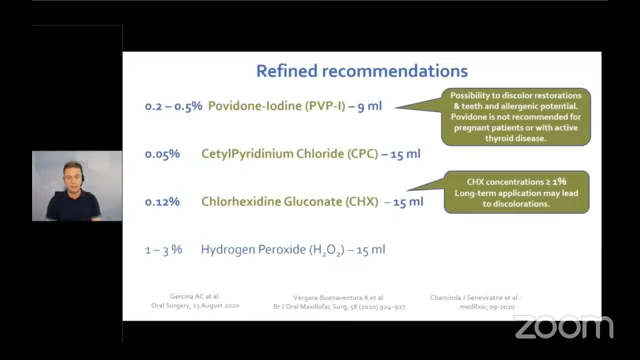 Refined recommendations
0.2 – 0.5% Povidone-Iodine (PVP-I) – 9 ml
Possibility to discolor restorations
& teeth and allergenic potential.
Povidone is not recommended for
pregnant patients or with active
thyroid disease.
0.05% CetylPyridinium Chloride (CPC) – 15 ml
CHX concentrations ≥ 1%
Long-term application may lead
to discolorations.
0.12% Chlorhexidine Gluconate (CHX) – 15 ml
1 – 3 % Hydrogen Peroxide (H₂O₂) – 15 ml
Gercina AC at al.
Oral Surgery, 13 August 2020
Vergara-Buenaventura A et al.
Br J Oral Maxillofac Surg; 58 (2020) 924–927
Chaminda J Seneviratne et al.:
medRxiv; 09-2020
zoom